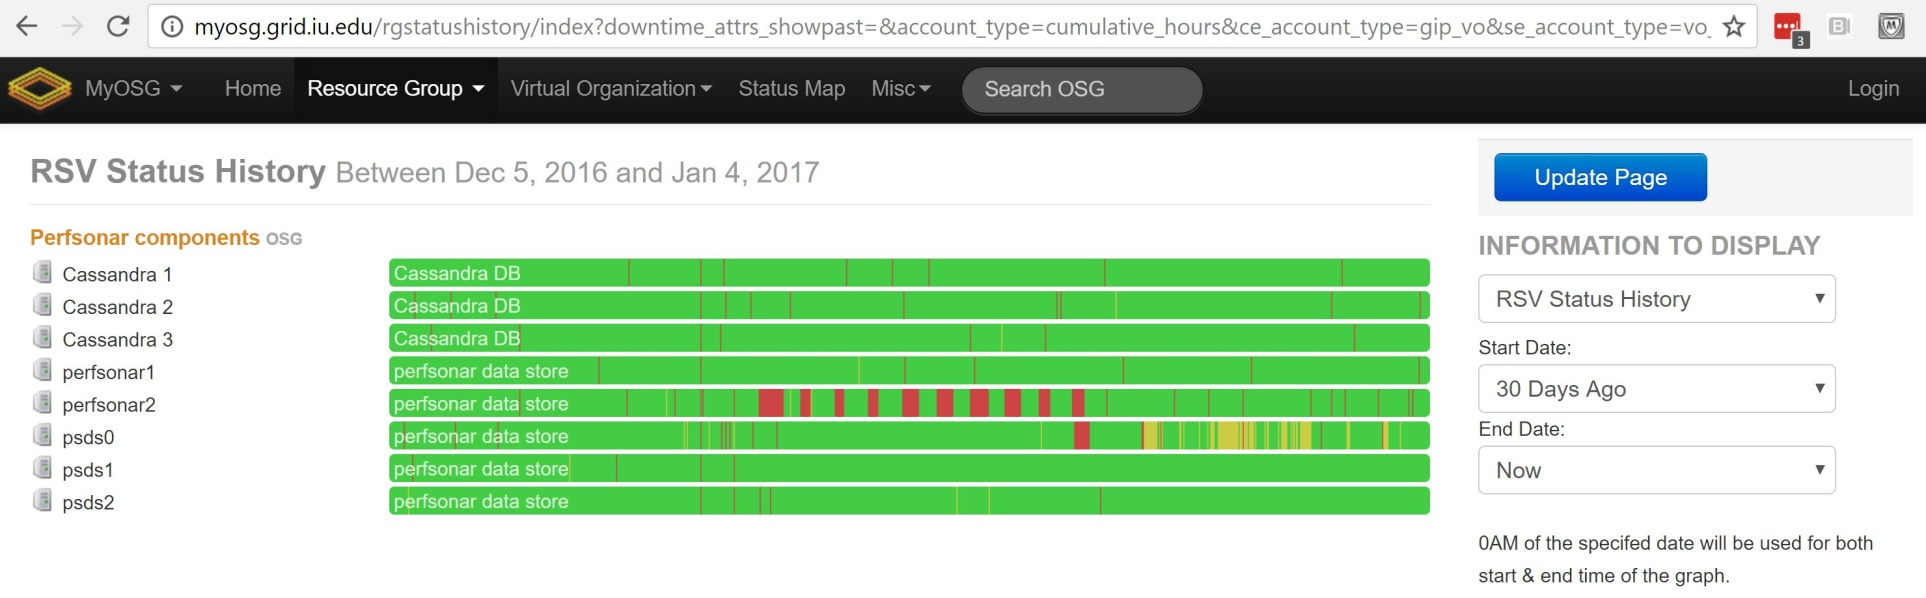 myosg.grid.iu.edu/rgstatushistory/index?downtime_attrs_showpast=&account_type=cumulative_hours&ce_account_type=gip_vo&se_account_type=vo_
3
MyOSG Home Resource Group Virtual Organization Status Map Misc Search OSG Login
RSV Status History Between Dec 5, 2016 and Jan 4, 2017
Perfsonar components OSG
Cassandra 1 Cassandra DB
Cassandra 2 Cassandra DB
Cassandra 3 Cassandra DB
perfsonar1 perfsonar data store
perfsonar2 perfsonar data store
psds0 perfsonar data store
psds1 perfsonar data store
psds2 perfsonar data store
Update Page
INFORMATION TO DISPLAY
RSV Status History
Start Date:
30 Days Ago
End Date:
Now
0AM of the specifed date will be used for both
start & end time of the graph.